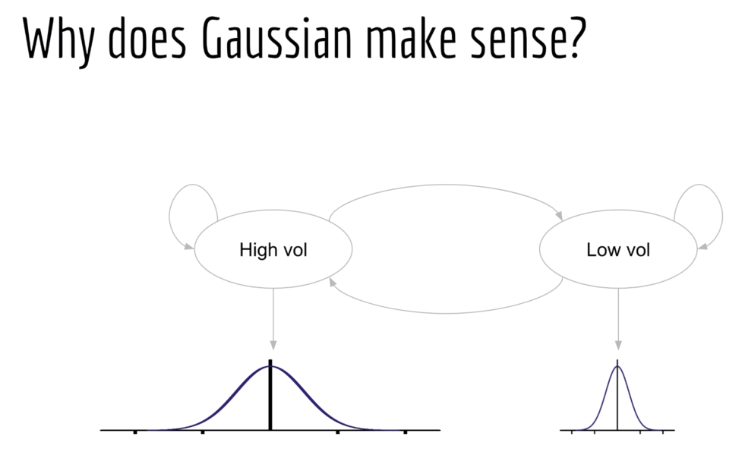 Why does Gaussian make sense?
High vol
Low vol